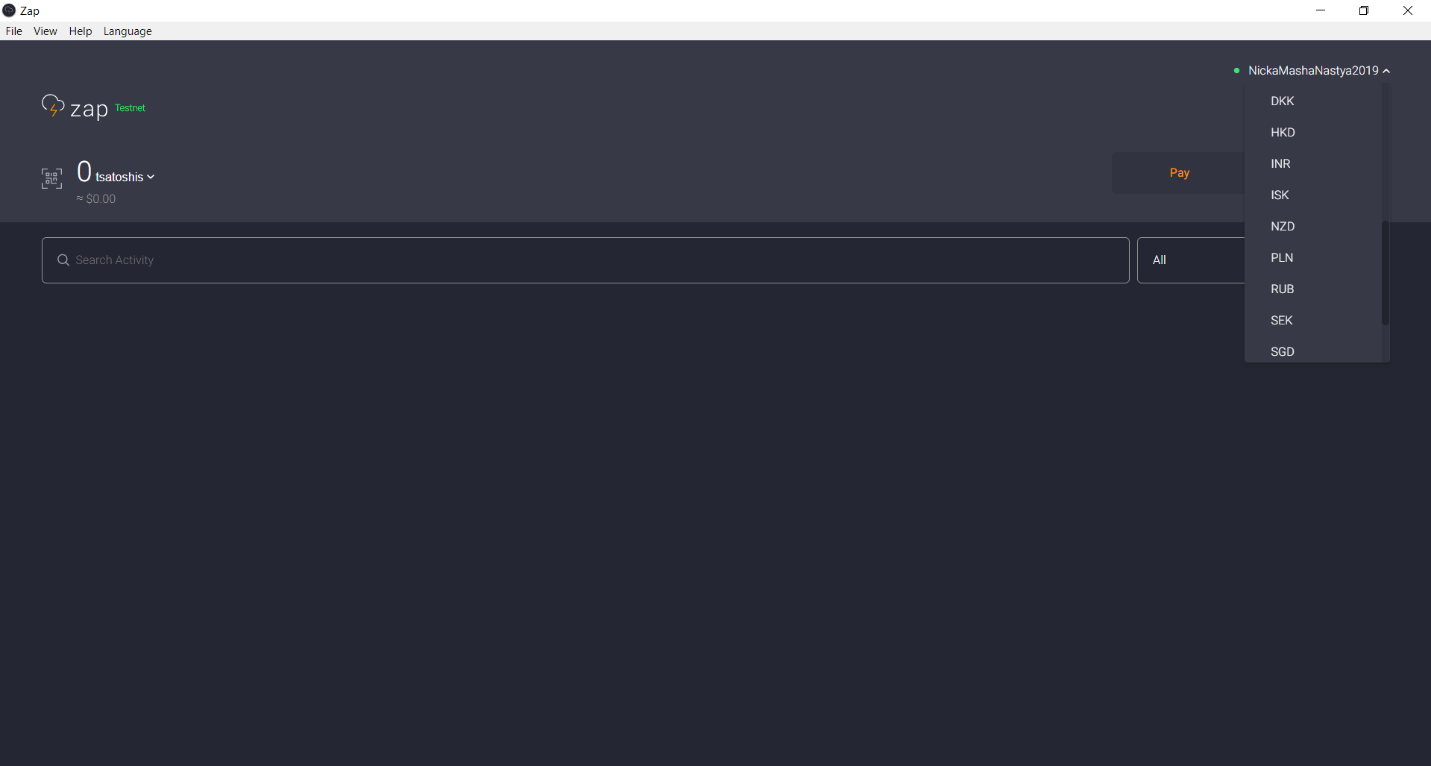 Zap
File View Help Language
NickaMashaNastya2019
zap Testnet
0 tsatoshis
≈ $0.00
Pay
Search Activity
All
DKK
HKD
INR
ISK
NZD
PLN
RUB
SEK
SGD